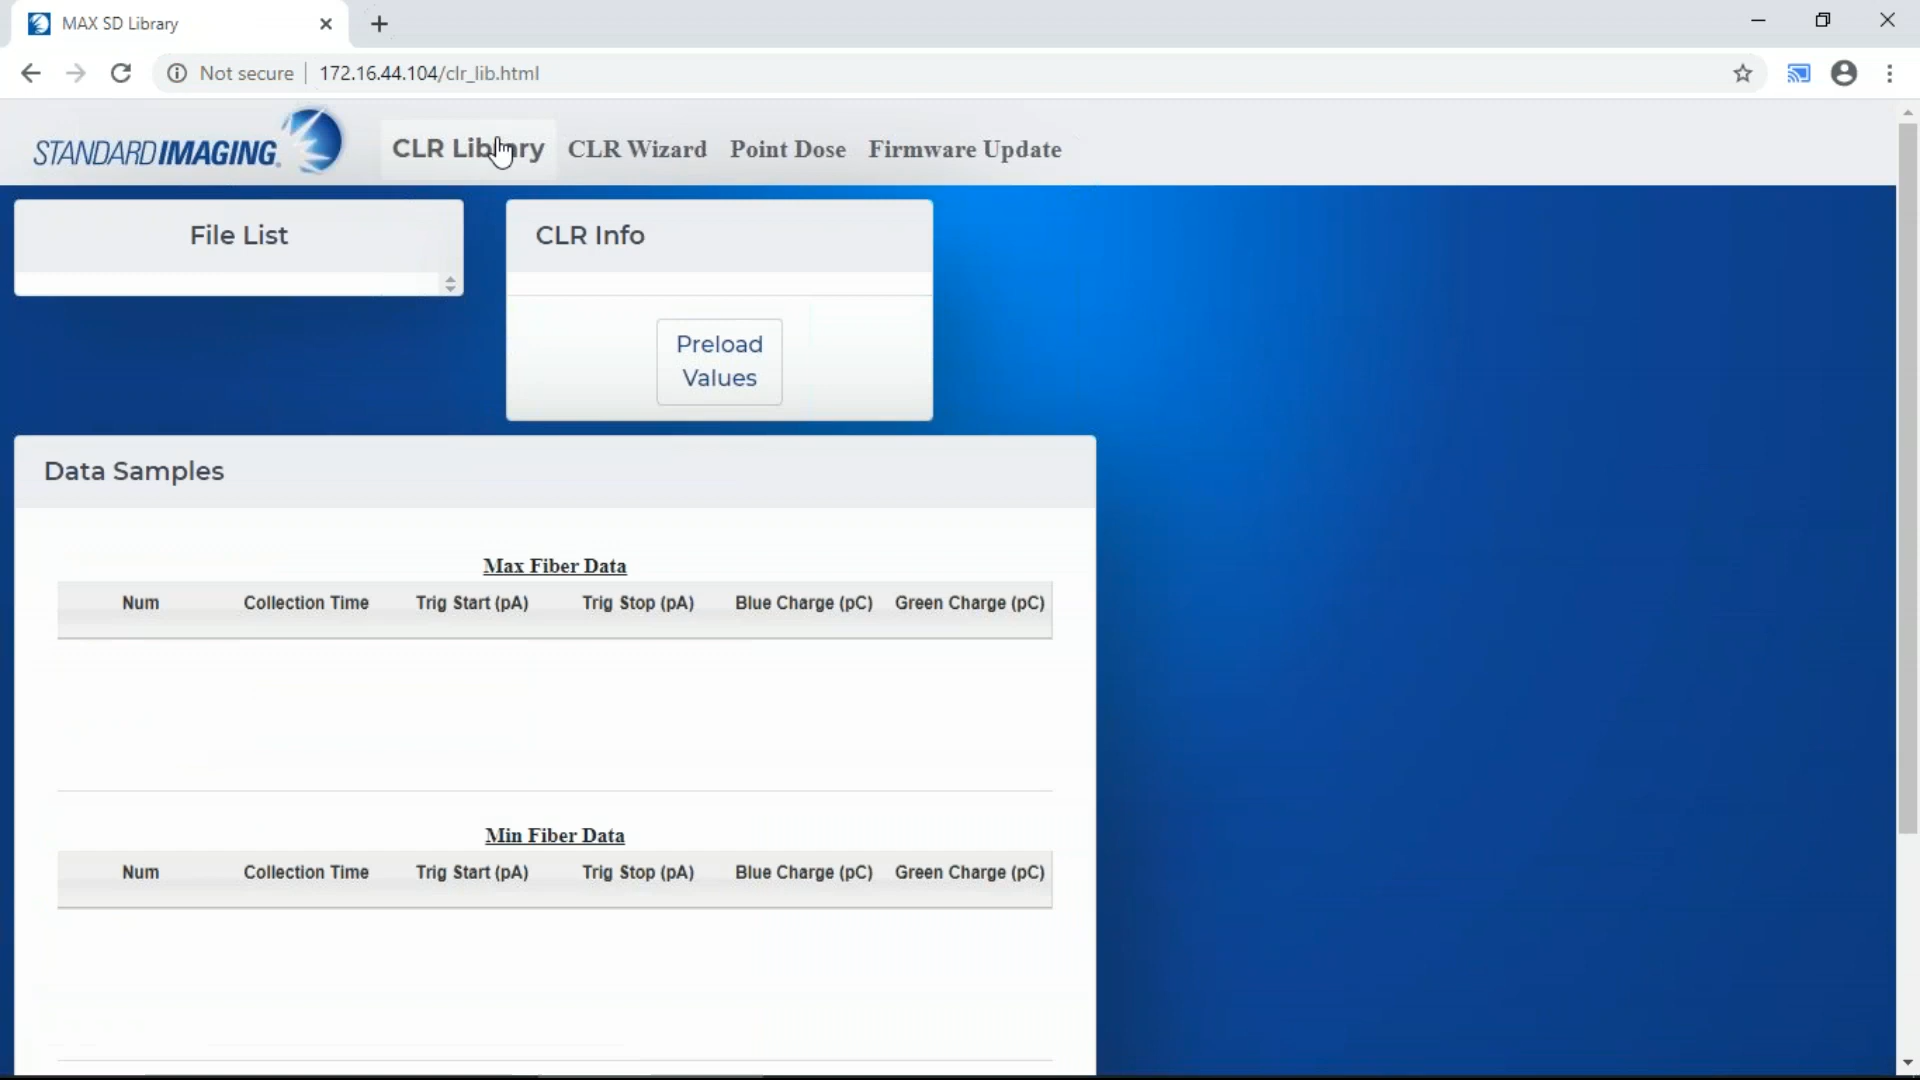 MAX SD Library
Not secure | 172.16.44.104/clr_lib.html
STANDARD IMAGING®
CLR Library CLR Wizard Point Dose Firmware Update
File List
CLR Info
Preload
Values
Data Samples
Max Fiber Data
Num Collection Time Trig Start (pA) Trig Stop (pA) Blue Charge (pC) Green Charge (pC)
Min Fiber Data
Num Collection Time Trig Start (pA) Trig Stop (pA) Blue Charge (pC) Green Charge (pC)